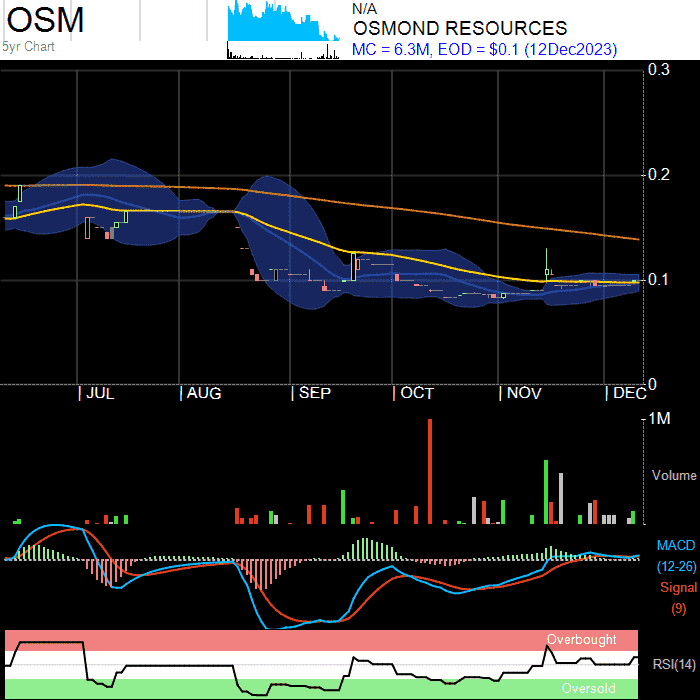 OSM
5yr Chart
N/A
OSMOND RESOURCES
MC = 6.3M, EOD = $0.1 (12Dec2023)
0.3
0.2
0.1
0
| JUL | AUG | SEP | OCT | NOV | DEC
1M
Volume
MACD
(12-26)
Signal
(9)
Overbought
RSI(14)
Oversold